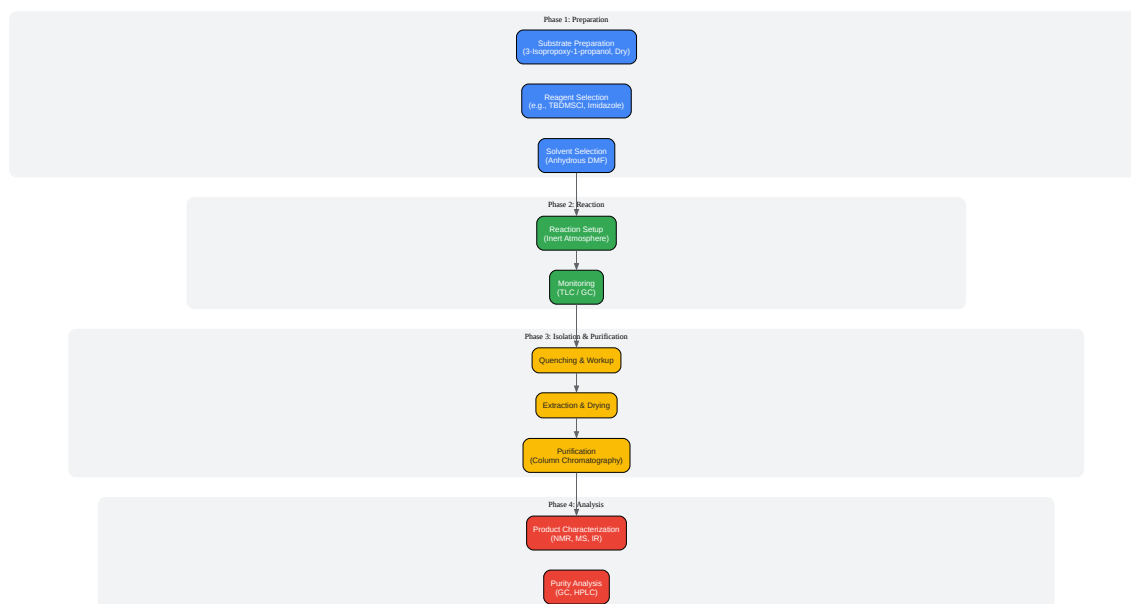 Phase 1: Preparation
Substrate Preparation
(3-Isopropoxy-1-propanol, Dry)
Reagent Selection
(e.g., TBDMSCl, Imidazole)
Solvent Selection
(Anhydrous DMF)
Phase 2: Reaction
Reaction Setup
(Inert Atmosphere)
Monitoring
(TLC / GC)
Phase 3: Isolation & Purification
Quenching & Workup
Extraction & Drying
Purification
(Column Chromatography)
Phase 4: Analysis
Product Characterization
(NMR, MS, IR)
Purity Analysis
(GC, HPLC)